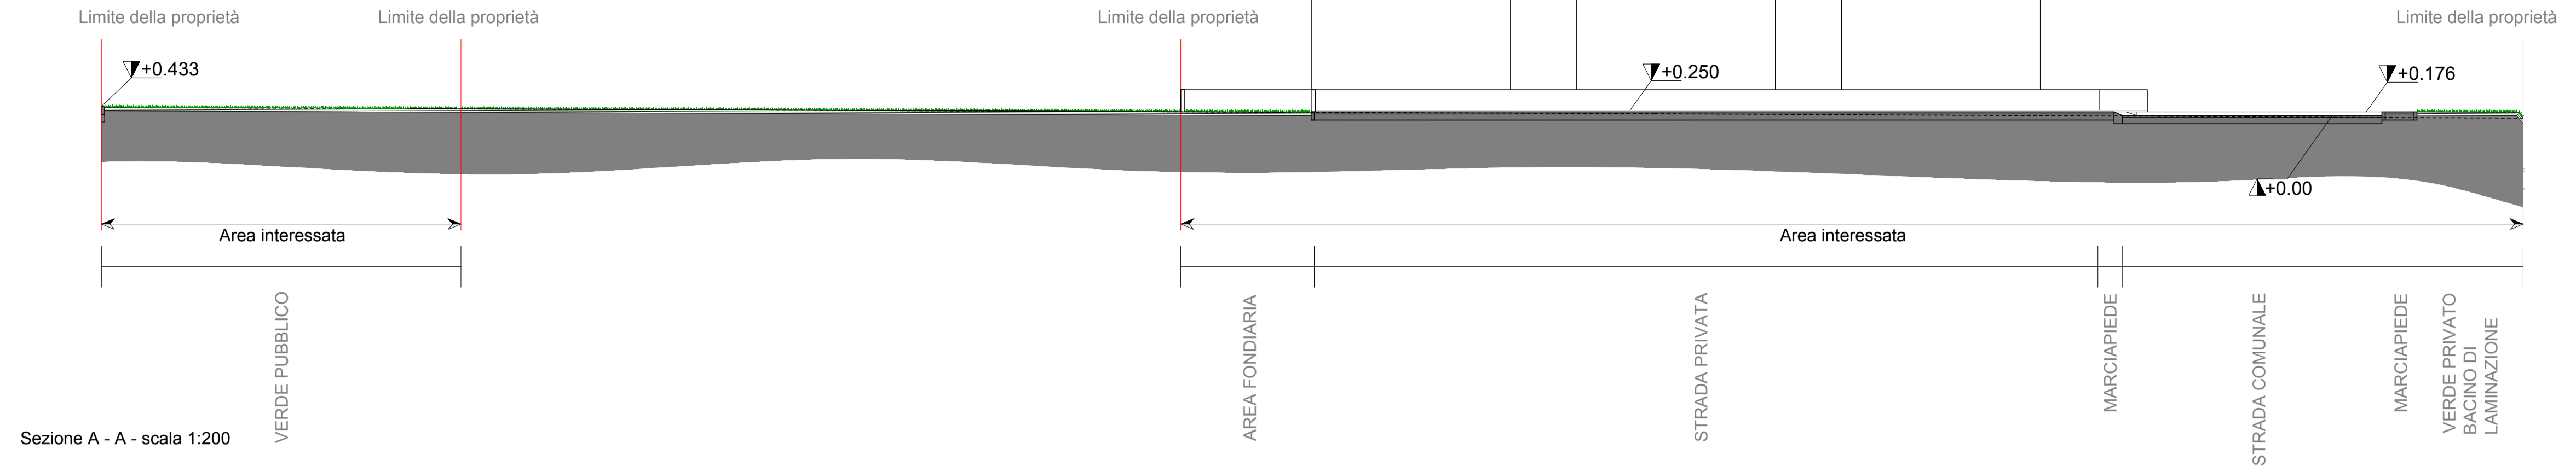 Limite della proprietà
Limite della proprietà
Limite della proprietà
Limite della proprietà
+0.433
+0.250
+0.176
+0.00
Area interessata
Area interessata
VERDE PUBBLICO
AREA FONDIARIA
STRADA PRIVATA
MARCIAPIEDE
STRADA COMUNALE
MARCIAPIEDE
VERDE PRIVATO
BACINO DI
LAMINAZIONE
Sezione A - A - scala 1:200